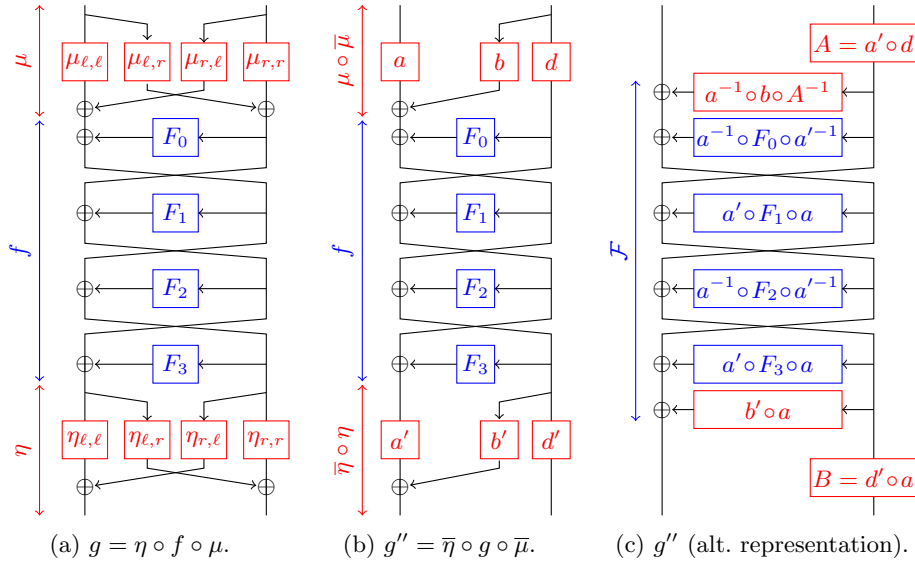 μ
μ_{ℓ,ℓ} μ_{ℓ,r} μ_{r,ℓ} μ_{r,r}
f
F_0
F_1
F_2
F_3
η
η_{ℓ,ℓ} η_{ℓ,r} η_{r,ℓ} η_{r,r}
(a) g = η ∘ f ∘ μ.
μ ∘ μ̅
a b d
f
F_0
F_1
F_2
F_3
η̅ ∘ η
a′ b′ d′
(b) g″ = η̅ ∘ g ∘ μ̅.
A = a′ ∘ d
a^{−1} ∘ b ∘ A^{−1}
a^{−1} ∘ F_0 ∘ a′^{−1}
a′ ∘ F_1 ∘ a
ℱ
a^{−1} ∘ F_2 ∘ a′^{−1}
a′ ∘ F_3 ∘ a
b′ ∘ a
B = d′ ∘ a
(c) g″ (alt. representation).